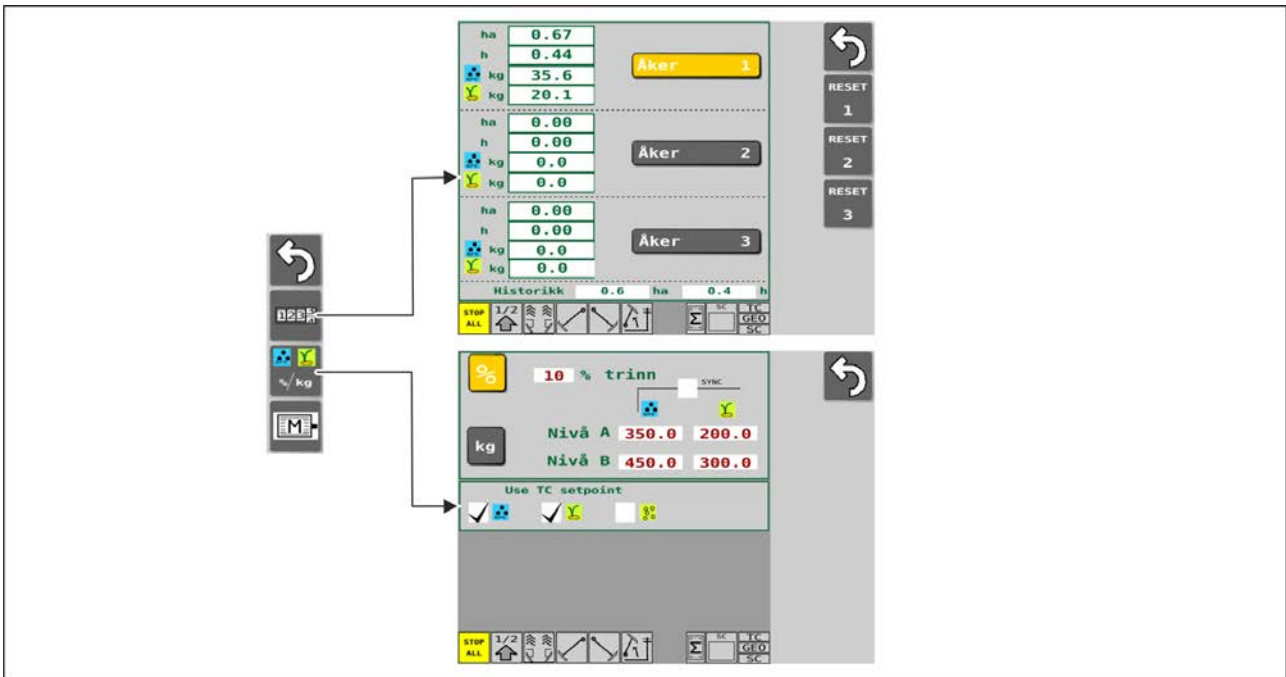 ha 0.67
h 0.44
kg 35.6
kg 20.1
Åker 1
RESET
1
ha 0.00
h 0.00
kg 0.0
kg 0.0
Åker 2
RESET
2
ha 0.00
h 0.00
kg 0.0
kg 0.0
Åker 3
RESET
3
Historikk 0.6 ha 0.4 h
STOP
ALL
1/2
Σ
SC
TC
GEO
SC
%/kg
M
%
10 % trinn
SYNC
kg
Nivå A 350.0 200.0
Nivå B 450.0 300.0
Use TC setpoint
STOP
ALL
1/2
Σ
SC
TC
GEO
SC